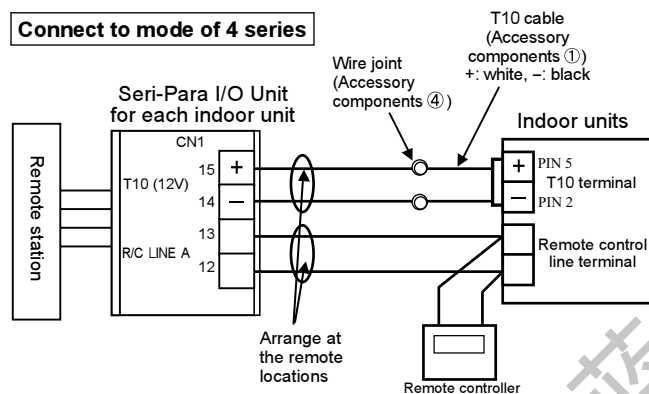 Connect to mode of 4 series
T10 cable
(Accessory
components ①)
+: white, –: black
Wire joint
(Accessory
components ④)
Seri-Para I/O Unit
for each indoor unit
Indoor units
Remote station
CN1
T10 (12V)
15 +
14 –
R/C LINE A
13
12
+ PIN 5
T10 terminal
– PIN 2
Remote control
line terminal
Arrange at
the remote
locations
Remote controller